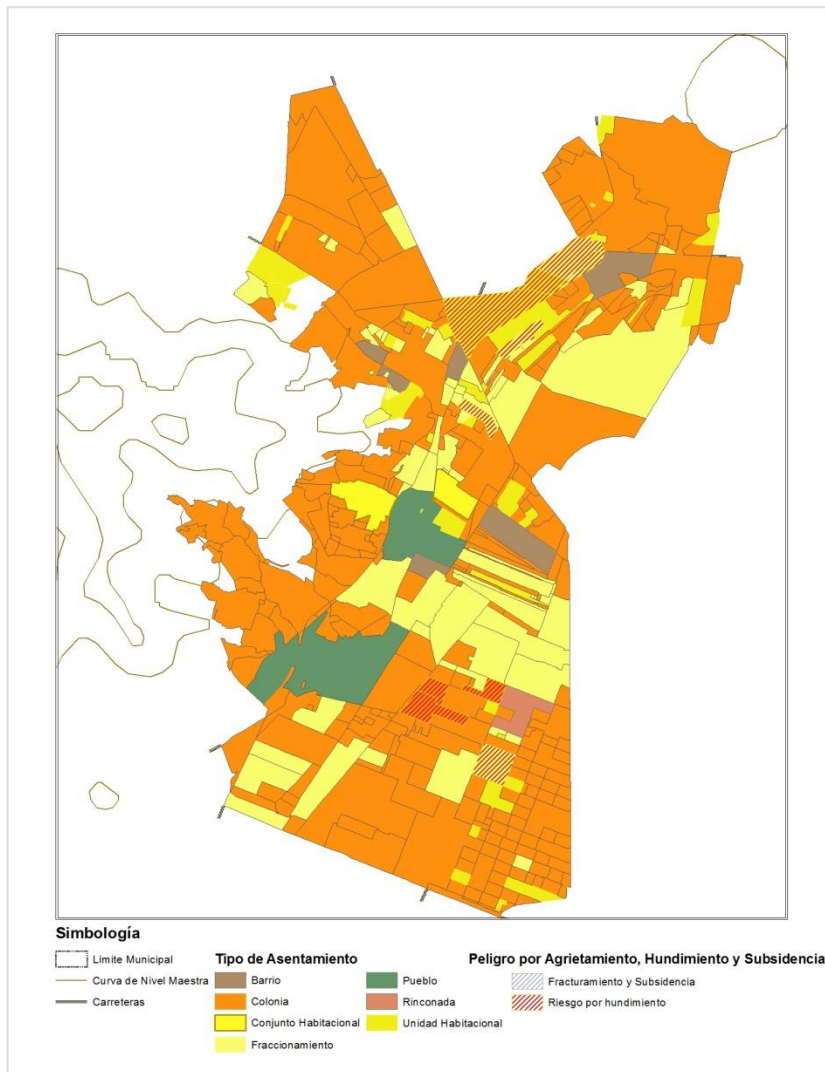 Simbología
Límite Municipal
Curva de Nivel Maestra
Carreteras
Tipo de Asentamiento
Barrio
Colonia
Conjunto Habitacional
Fraccionamiento
Pueblo
Rinconada
Unidad Habitacional
Peligro por Agrietamiento, Hundimiento y Subsidencia
Fracturamiento y Subsidencia
Riesgo por hundimiento